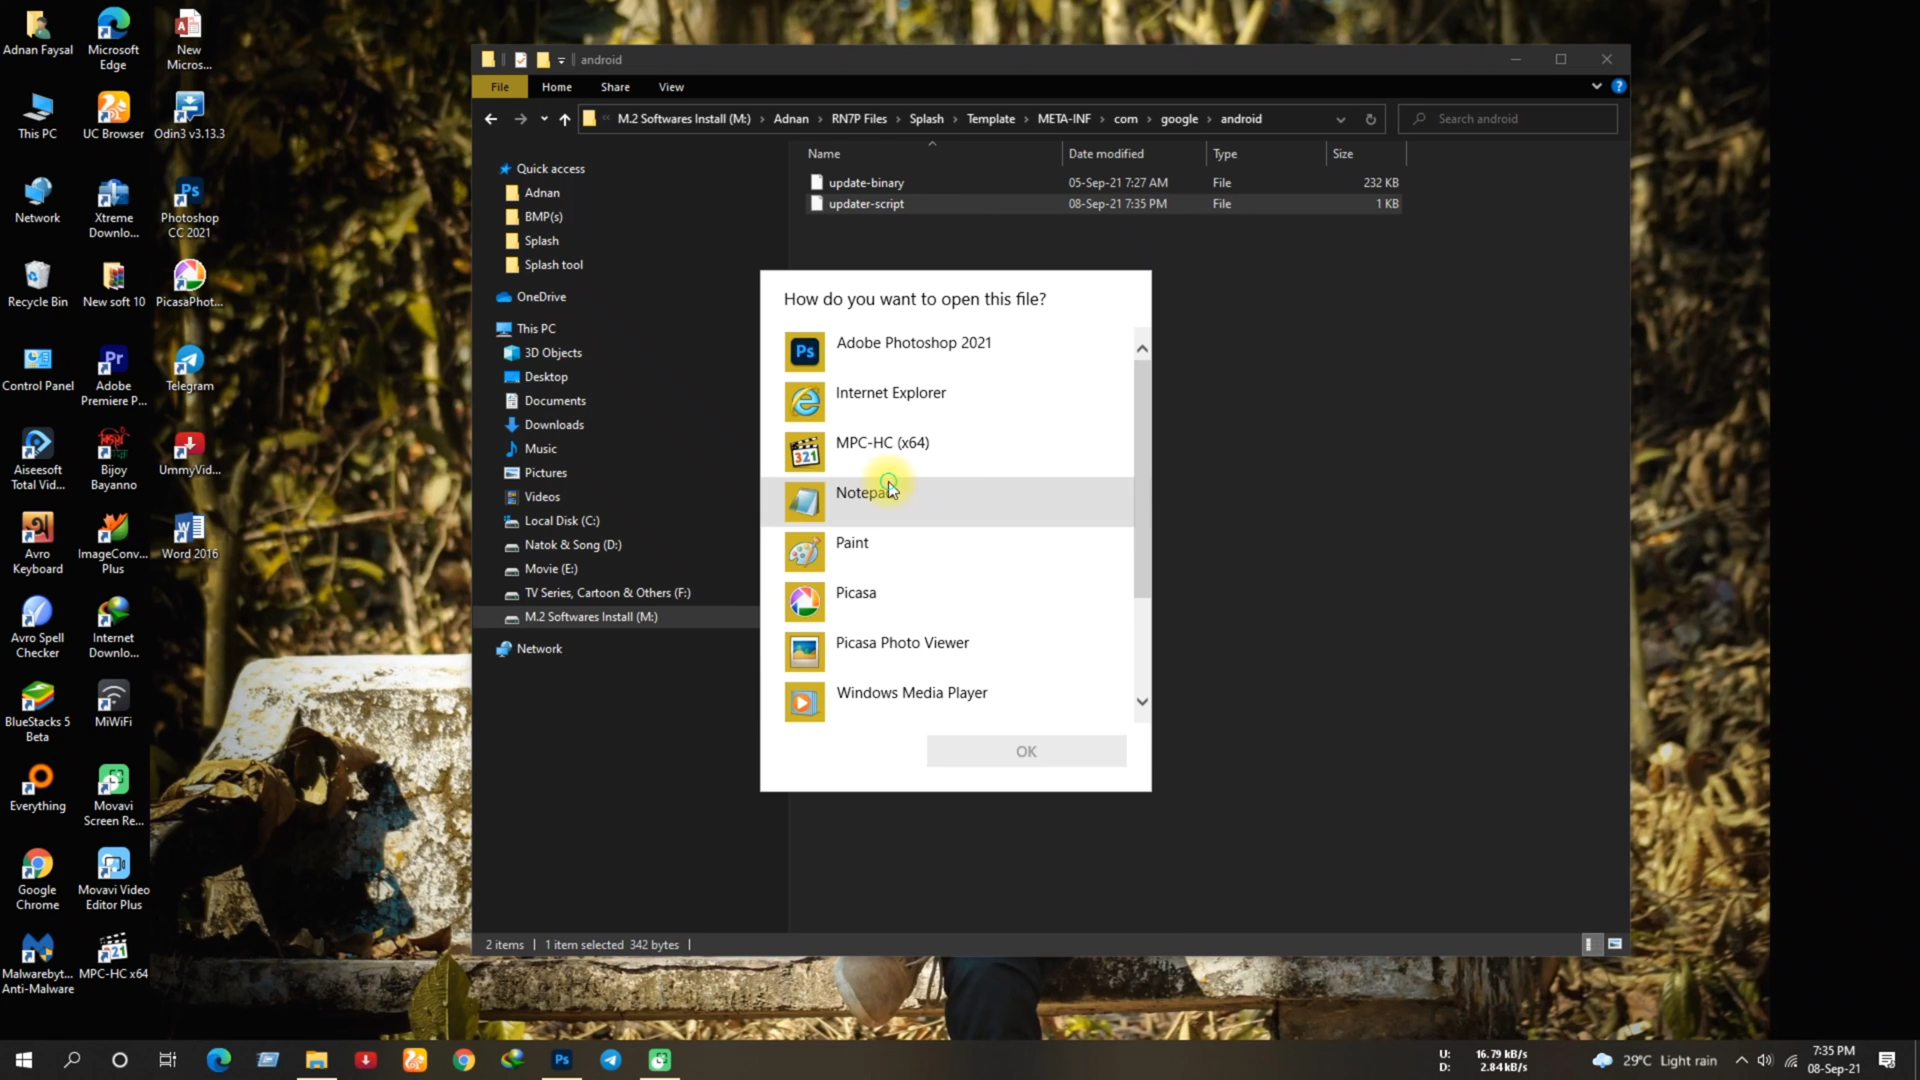 Adnan Faysal
Microsoft
Edge
New
Micros...
This PC
UC Browser
Odin3 v3.13.3
Network
Xtreme
Downlo...
Photoshop
CC 2021
Recycle Bin
New soft 10
PicasaPhot...
Control Panel
Adobe
Premiere P...
Telegram
Aiseesoft
Total Vid...
Bijoy
Bayanno
UmmyVid...
Avro
Keyboard
ImageConv...
Plus
Word 2016
Avro Spell
Checker
Internet
Downlo...
BlueStacks 5
Beta
MiWiFi
Everything
Movavi
Screen Re...
Google
Chrome
Movavi Video
Editor Plus
Malwarebyt...
Anti-Malware
MPC-HC x64
android
File Home Share View
M.2 Softwares Install (M:) › Adnan › RN7P Files › Splash › Template › META-INF › com › google › android
Search android
Name Date modified Type Size
update-binary 05-Sep-21 7:27 AM File 232 KB
updater-script 08-Sep-21 7:35 PM File 1 KB
Quick access
Adnan
BMP(s)
Splash
Splash tool
OneDrive
This PC
3D Objects
Desktop
Documents
Downloads
Music
Pictures
Videos
Local Disk (C:)
Natok & Song (D:)
Movie (E:)
TV Series, Cartoon & Others (F:)
M.2 Softwares Install (M:)
Network
How do you want to open this file?
Adobe Photoshop 2021
Internet Explorer
MPC-HC (x64)
Notepad
Paint
Picasa
Picasa Photo Viewer
Windows Media Player
OK
2 items | 1 item selected 342 bytes |
U: 16.79 kB/s
D: 2.84 kB/s
29°C Light rain
7:35 PM
08-Sep-21